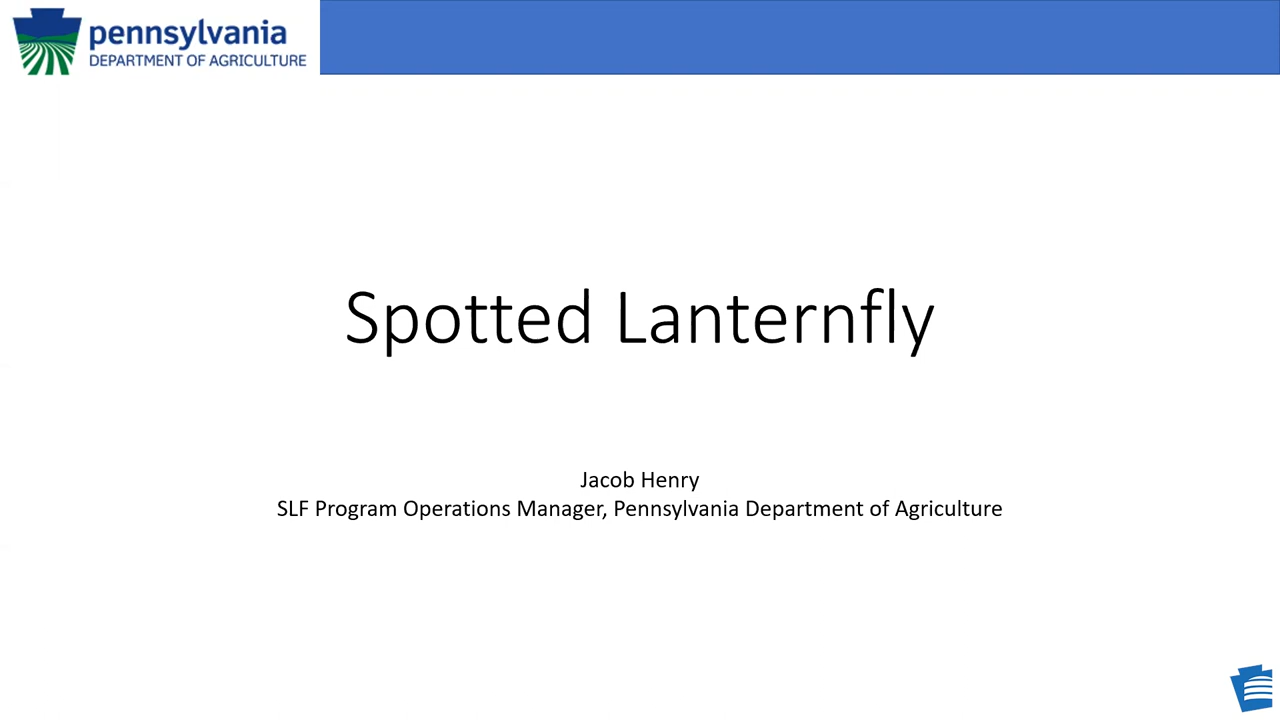 pennsylvania
DEPARTMENT OF AGRICULTURE
Spotted Lanternfly
Jacob Henry
SLF Program Operations Manager, Pennsylvania Department of Agriculture